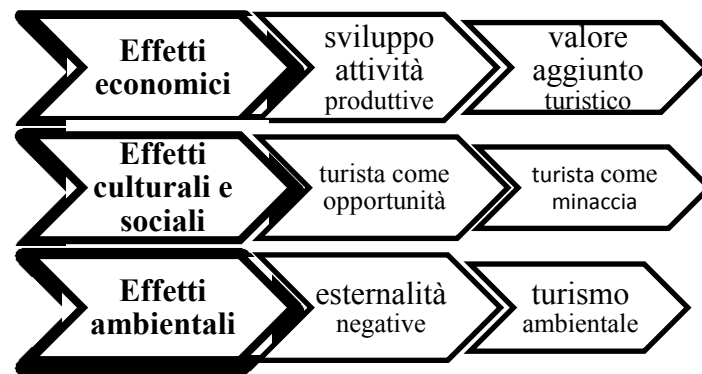 Effetti
economici
sviluppo
attività
produttive
valore
aggiunto
turistico
Effetti
culturali e
sociali
turista come
opportunità
turista come
minaccia
Effetti
ambientali
esternalità
negative
turismo
ambientale